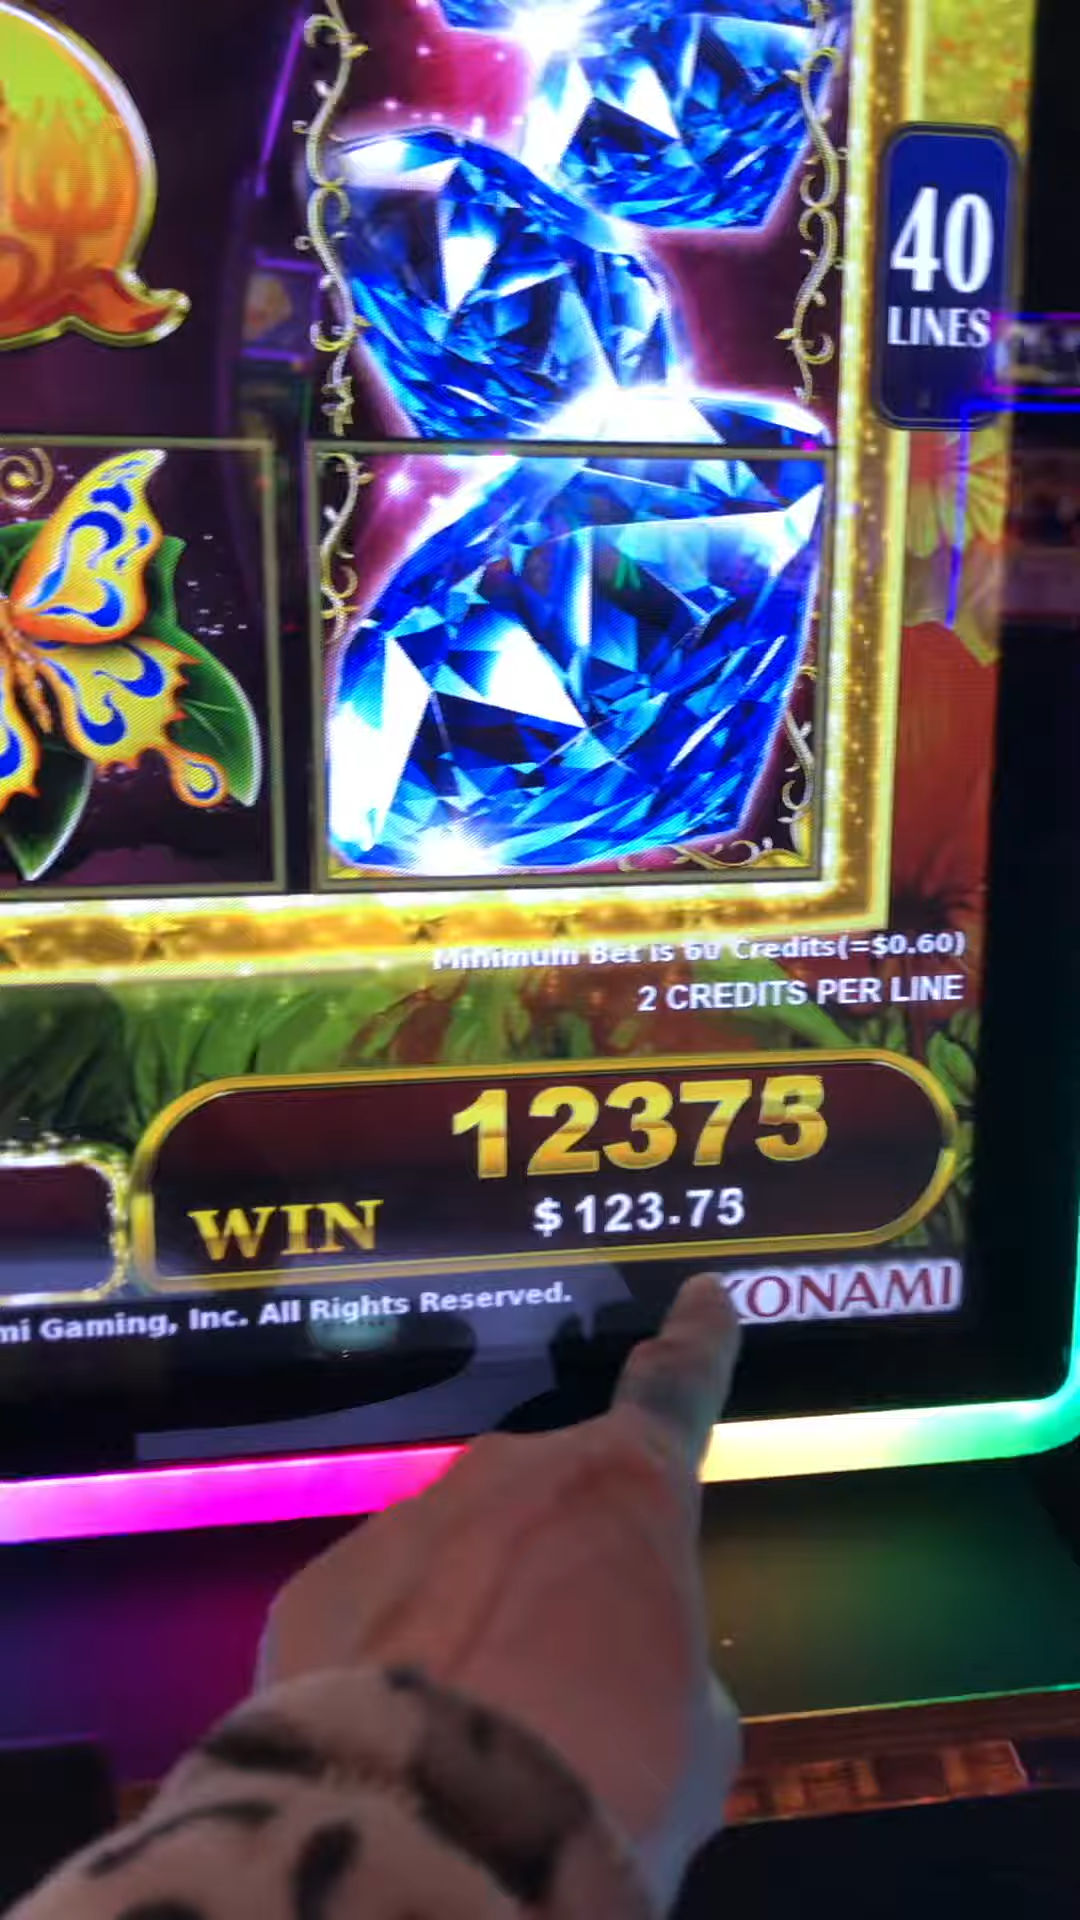 40
LINES
Minimum Bet is 60 Credits(=$0.60)
2 CREDITS PER LINE
12375
WIN
$123.75
mi Gaming, Inc. All Rights Reserved.
KONAMI